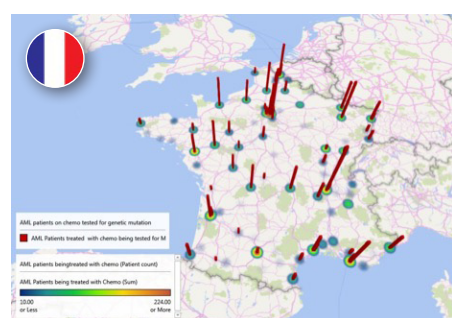 AML patients on chemo tested for genetic mutation
AML Patients treated with chemo being tested for M
AML patients beingtreated with chemo (Patient count)
AML Patients being treated with Chemo (Sum)
10.00 224.00
or Less or More